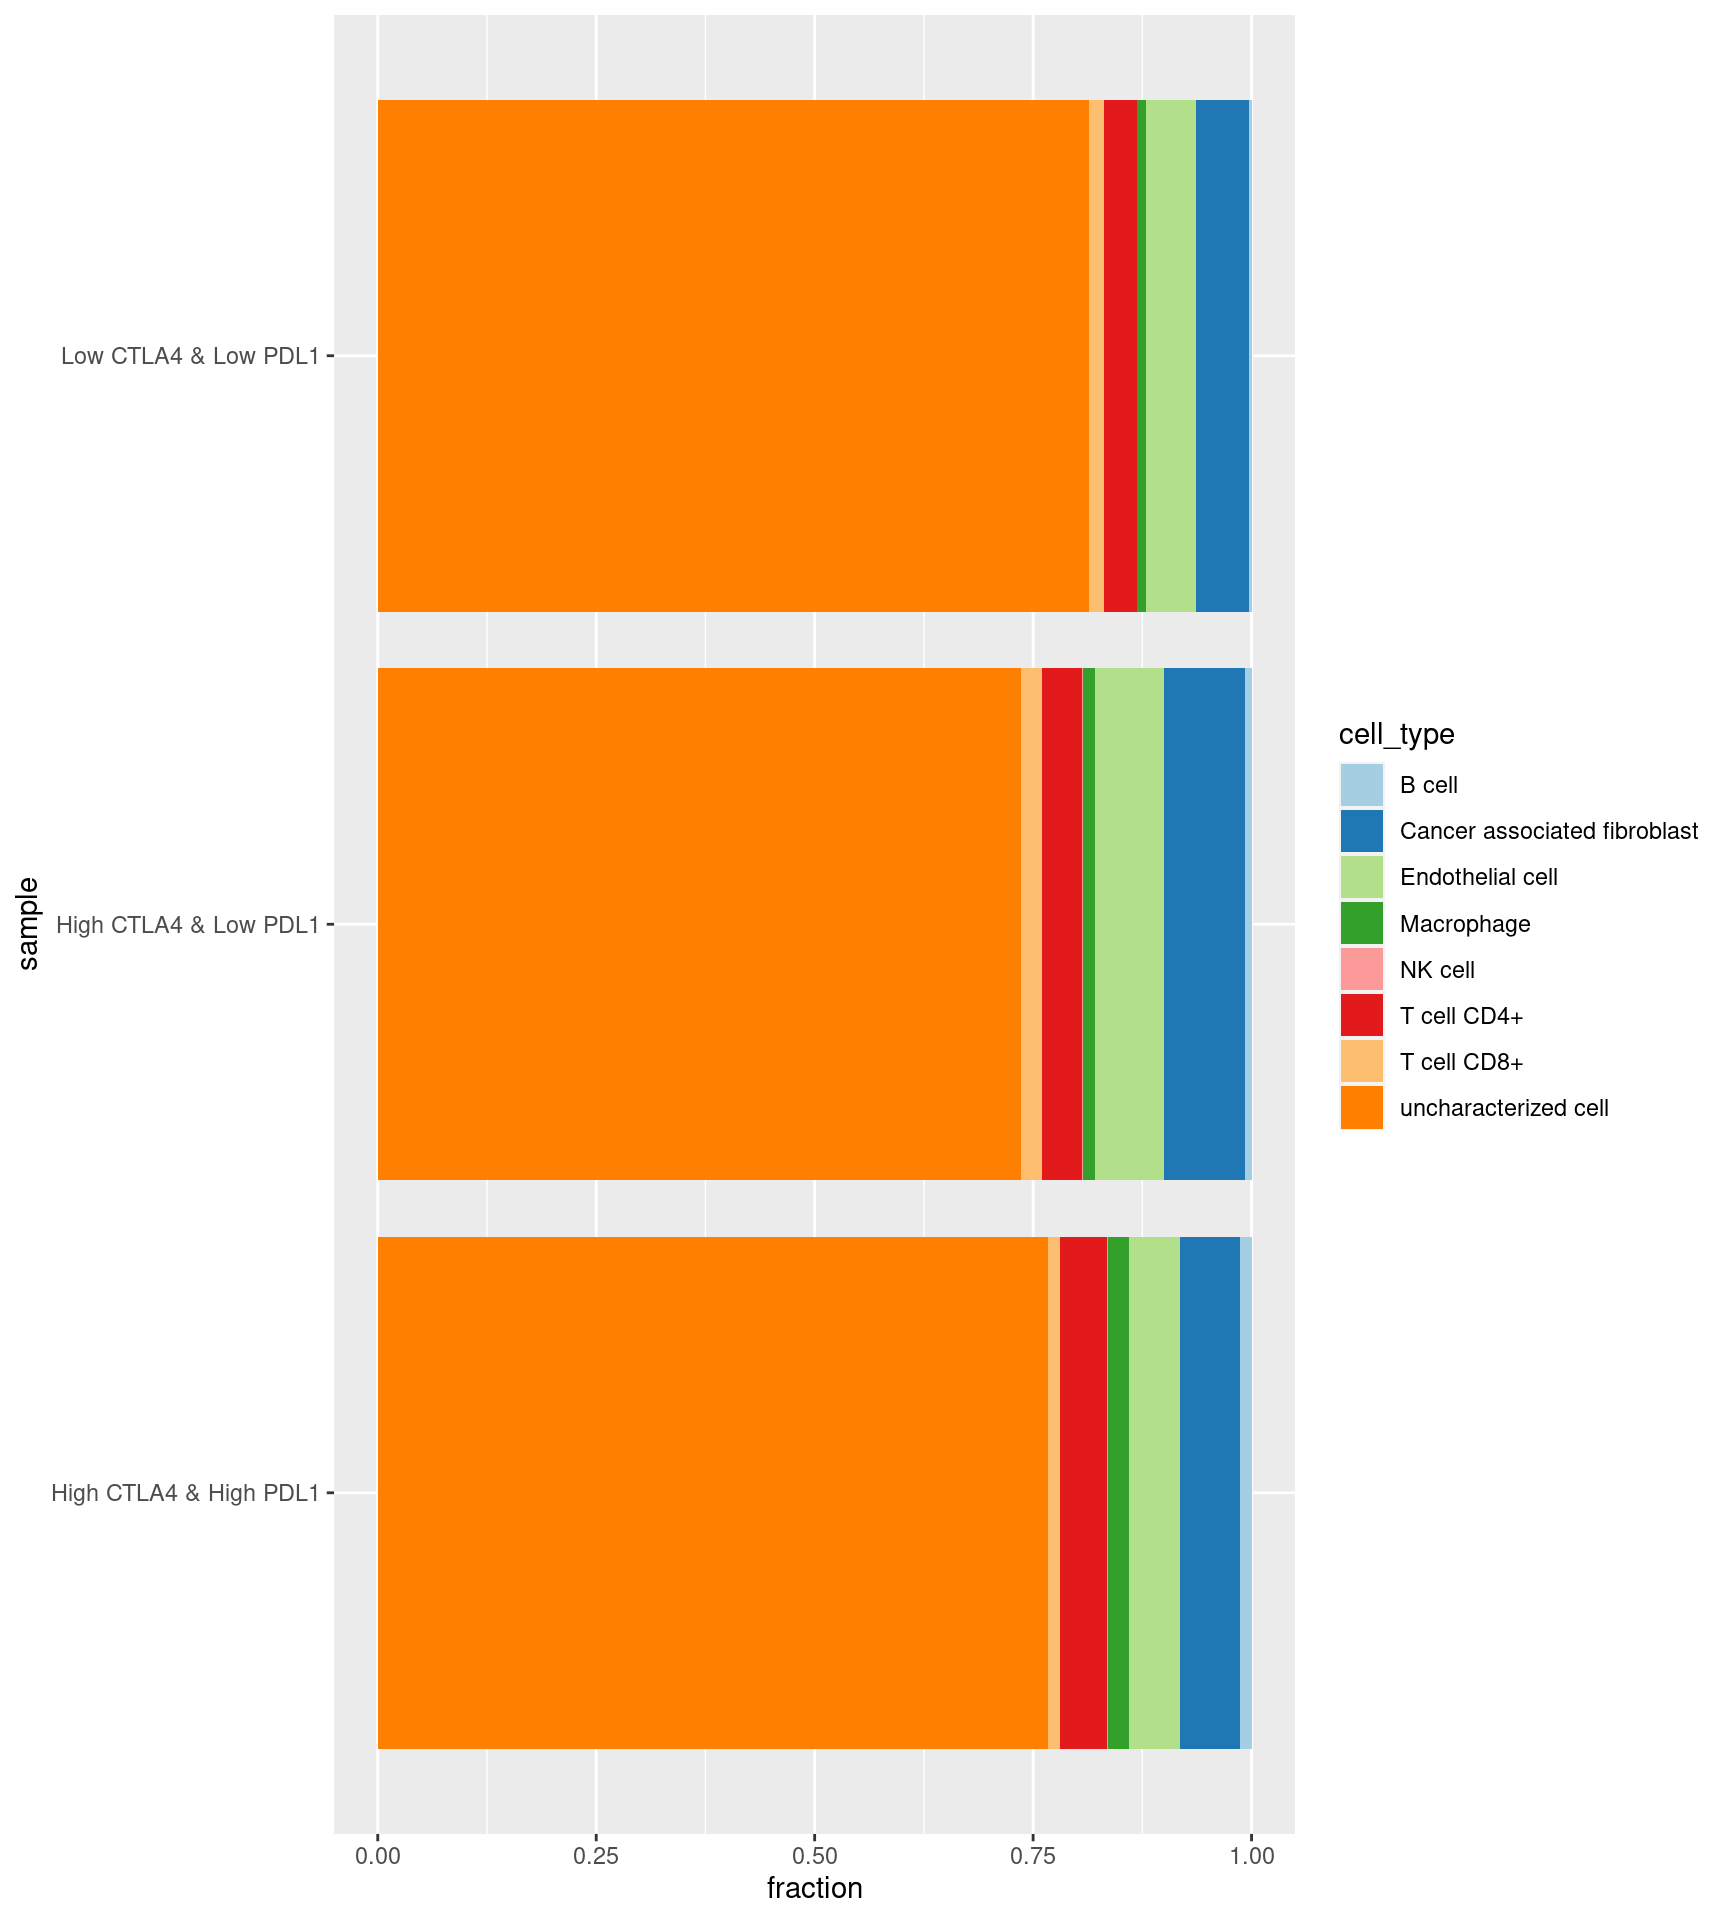 Low CTLA4 & Low PDL1
High CTLA4 & Low PDL1
High CTLA4 & High PDL1
sample
0.00 0.25 0.50 0.75 1.00
fraction
cell_type
B cell
Cancer associated fibroblast
Endothelial cell
Macrophage
NK cell
T cell CD4+
T cell CD8+
uncharacterized cell